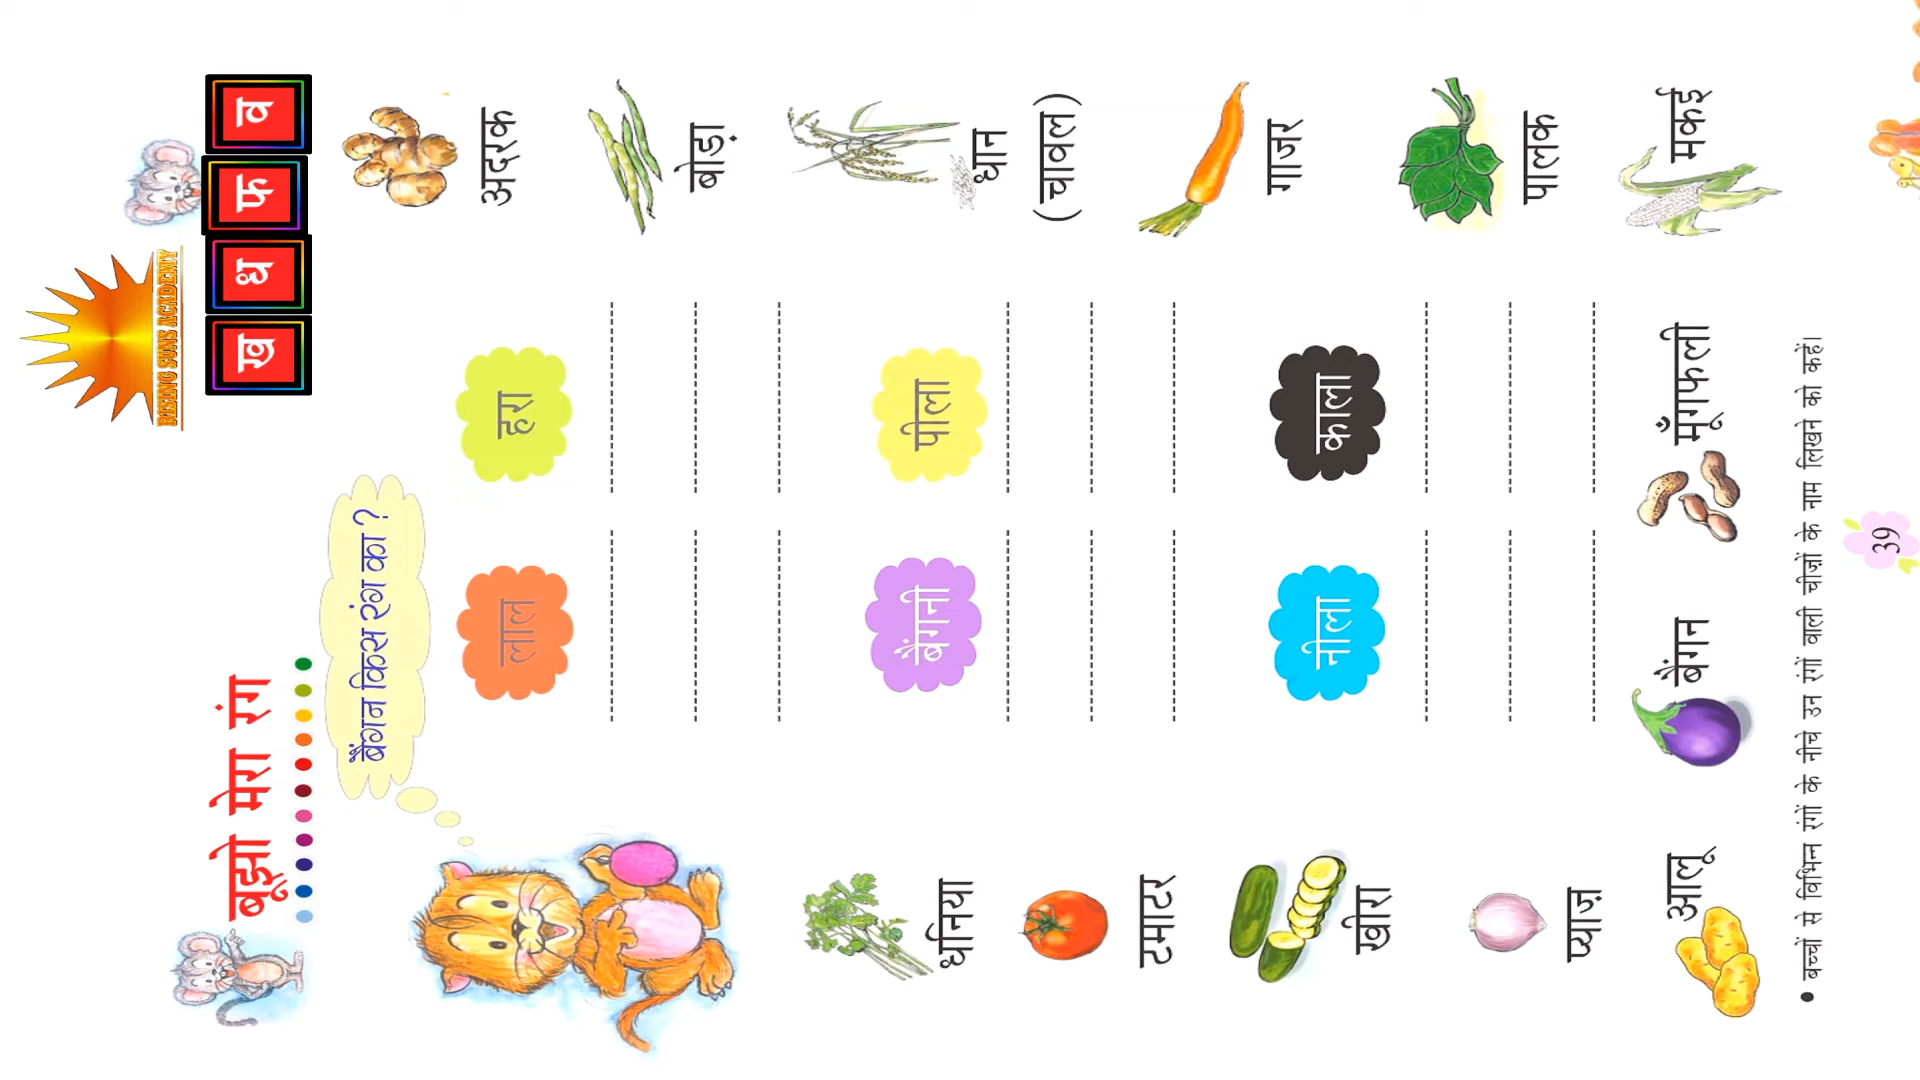 RISING SUNS ACADEMY
ख ध फ व
बूझो मेरा रंग
बैंगन किस रंग का ?
लाल
हरा
बैंगनी
पीला
नीला
काला
अदरक
बोड़ा
धान
(चावल)
गाजर
पालक
मकई
धनिया
टमाटर
खीरा
प्याज़
आलू
बैंगन
मूँगफली
• बच्चों से विभिन्न रंगों के नीचे उन रंगों वाली चीज़ों के नाम लिखने को कहें।
39